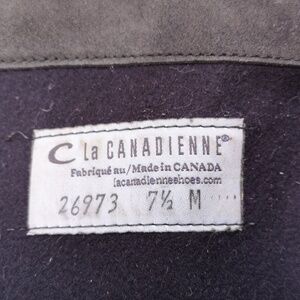 C La CANADIENNE®
Fabriqué au/Made in CANADA
lacanadienneshoes.com
26973 7½ M